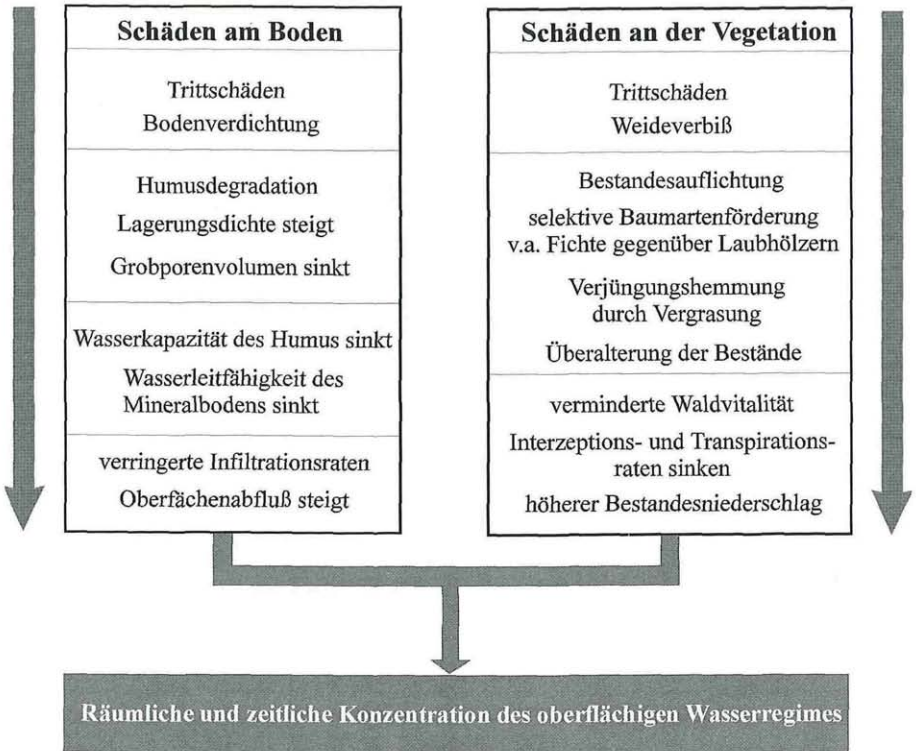 Schäden am Boden
Trittschäden
Bodenverdichtung
Humusdegradation
Lagerungsdichte steigt
Grobporenvolumen sinkt
Wasserkapazität des Humus sinkt
Wasserleitfähigkeit des
Mineralbodens sinkt
verringerte Infiltrationsraten
Oberfächenabfluß steigt
Schäden an der Vegetation
Trittschäden
Weideverbiß
Bestandesauflichtung
selektive Baumartenförderung
v.a. Fichte gegenüber Laubhölzern
Verjüngungshemmung
durch Vergrasung
Überalterung der Bestände
verminderte Waldvitalität
Interzeptions- und Transpirations-
raten sinken
höherer Bestandesniederschlag
Räumliche und zeitliche Konzentration des oberflächigen Wasserregimes